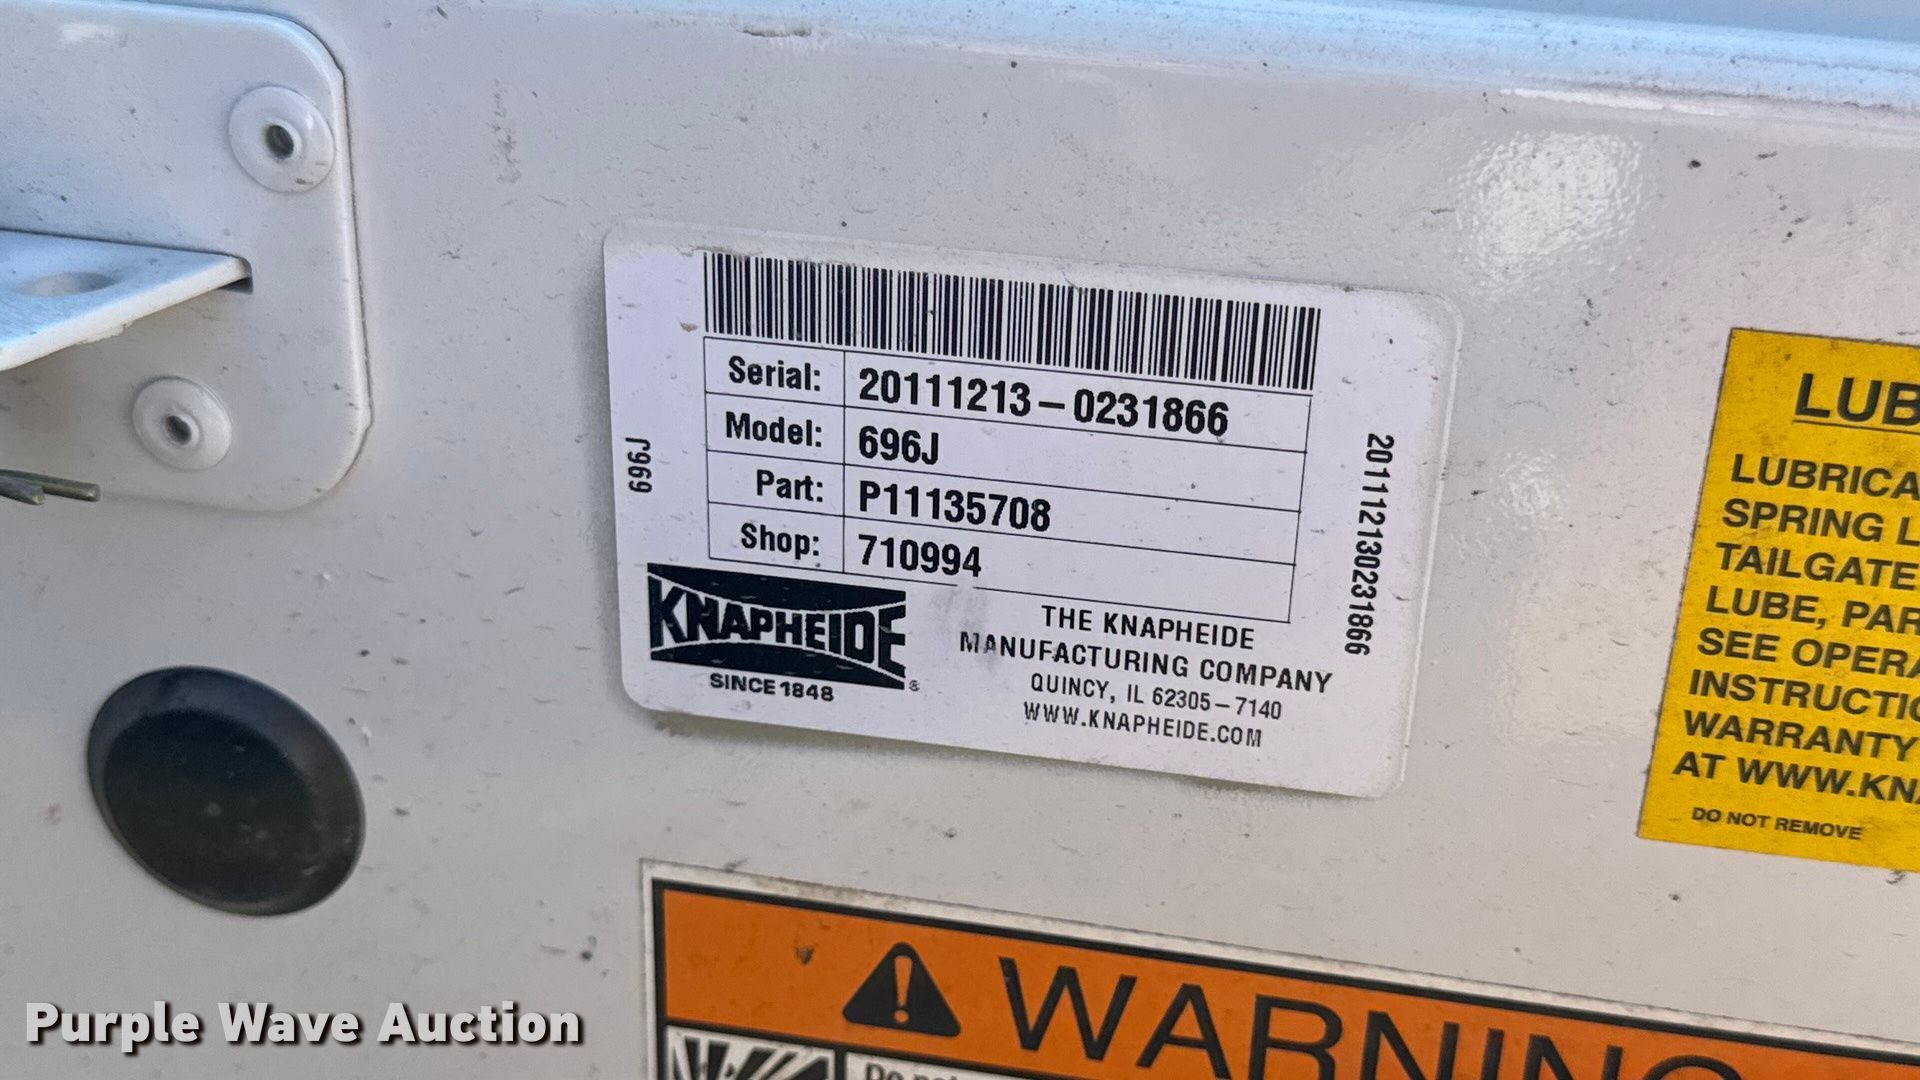 Serial: 20111213-0231866
Model: 696J
Part: P11135708
Shop: 710994
696J
201112130231866
KNAPHEIDE®
SINCE 1848
THE KNAPHEIDE
MANUFACTURING COMPANY
QUINCY, IL 62305-7140
WWW.KNAPHEIDE.COM
LUB
LUBRICA
SPRING L
TAILGATE
LUBE, PAR
SEE OPERA
INSTRUCTIO
WARRANTY
AT WWW.KN
DO NOT REMOVE
WARNING
Purple Wave Auction